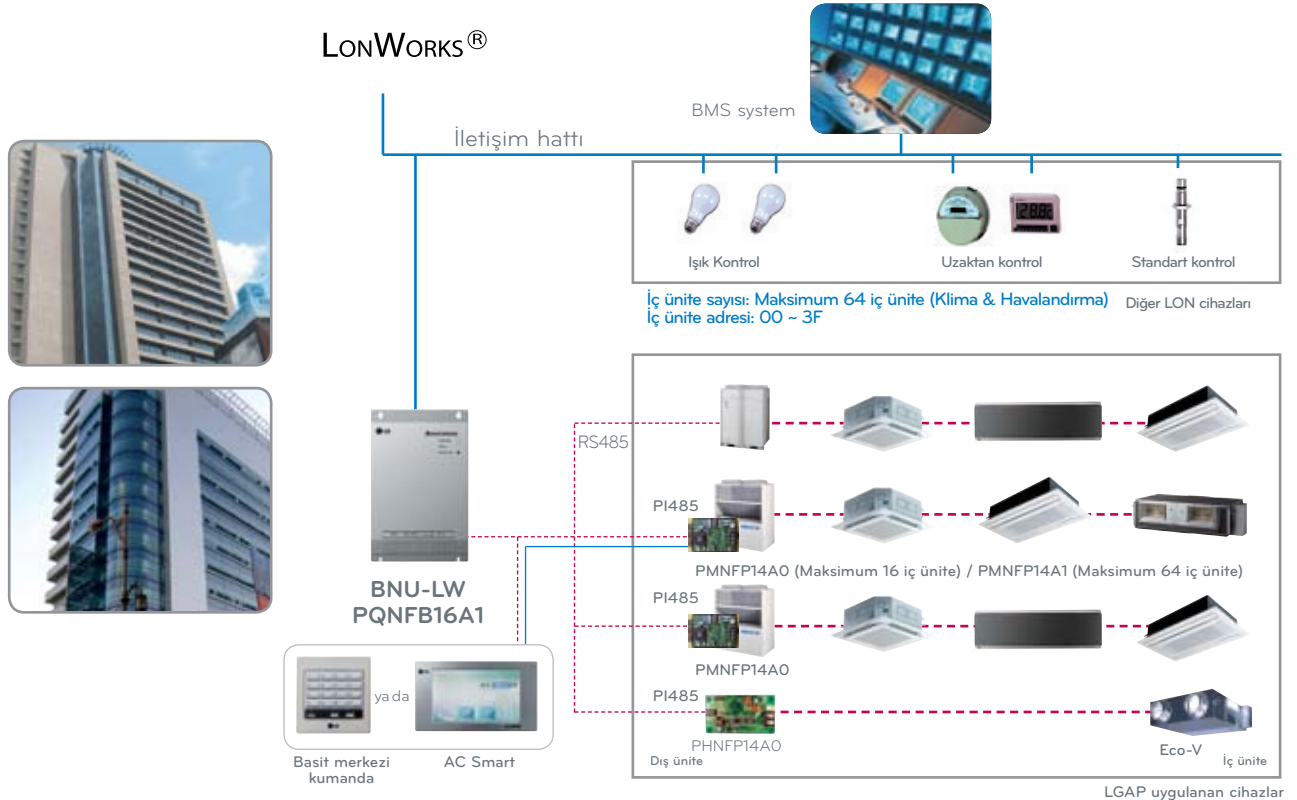 LONWORKS®
BMS system
İletişim hattı
Işık Kontrol
Uzaktan kontrol
Standart kontrol
İç ünite sayısı: Maksimum 64 iç ünite (Klima & Havalandırma)
İç ünite adresi: 00 ~ 3F
Diğer LON cihazları
RS485
PI485
PMNFP14A0 (Maksimum 16 iç ünite) / PMNFP14A1 (Maksimum 64 iç ünite)
BNU-LW
PQNFB16A1
PI485
PMNFP14A0
ya da
PI485
PHNFP14A0
Eco-V
Dış ünite
İç ünite
Basit merkezi
kumanda
AC Smart
LGAP uygulanan cihazlar